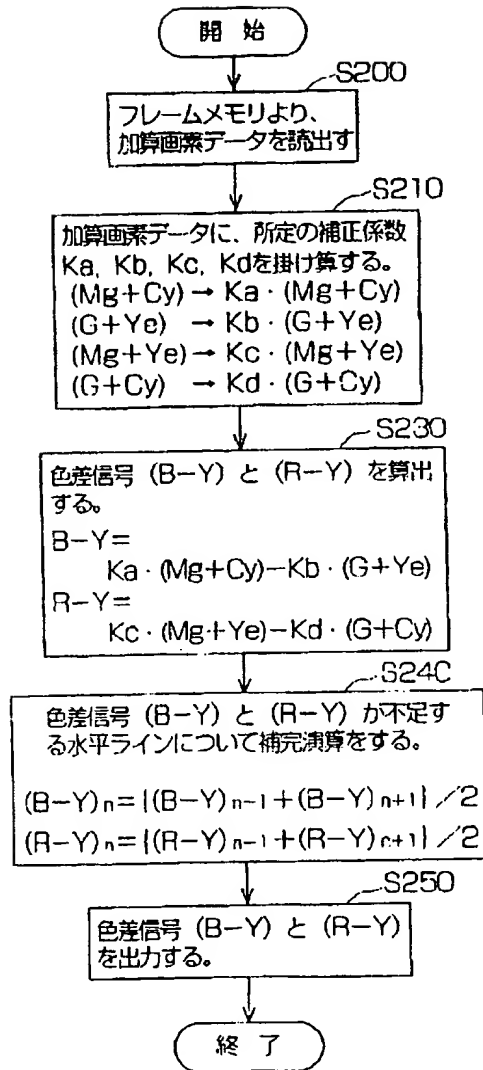 開 始
S200
フレームメモリより、
加算画素データを読出す
S210
加算画素データに、所定の補正係数
Ka, Kb, Kc, Kdを掛け算する。
(Mg+Cy) → Ka・(Mg+Cy)
(G+Ye) → Kb・(G+Ye)
(Mg+Ye) → Kc・(Mg+Ye)
(G+Cy) → Kd・(G+Cy)
S230
色差信号 (B-Y) と (R-Y) を算出
する。
B-Y=
Ka・(Mg+Cy)-Kb・(G+Ye)
R-Y=
Kc・(Mg+Ye)-Kd・(G+Cy)
S240
色差信号 (B-Y) と (R-Y) が不足す
る水平ラインについて補完演算をする。
(B-Y)n={(B-Y)n-1+(B-Y)n+1}/2
(R-Y)n={(R-Y)n-1+(R-Y)n+1}/2
S250
色差信号 (B-Y) と (R-Y)
を出力する。
終 了